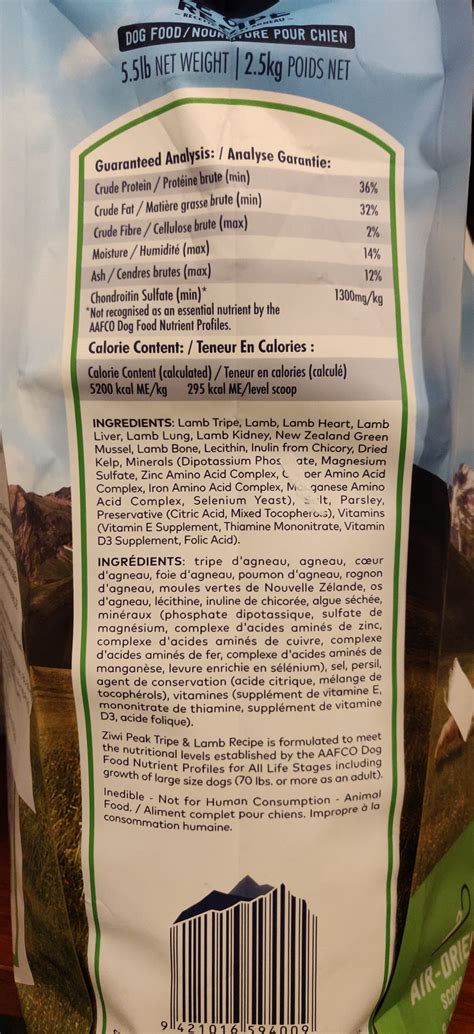 RECIPE
DOG FOOD/NOURRITURE POUR CHIEN
5.5lb NET WEIGHT | 2.5kg POIDS NET
Guaranteed Analysis: / Analyse Garantie:
Crude Protein / Protéine brute (min) 36%
Crude Fat / Matière grasse brute (min) 32%
Crude Fibre / Cellulose brute (max) 2%
Moisture / Humidité (max) 14%
Ash / Cendres brutes (max) 12%
Chondroitin Sulfate (min)* 1300mg/kg
*Not recognised as an essential nutrient by the
AAFCO Dog Food Nutrient Profiles.
Calorie Content: / Teneur En Calories :
Calorie Content (calculated) / Teneur en calories (calculé)
5200 kcal ME/kg 295 kcal ME/level scoop
INGREDIENTS: Lamb Tripe, Lamb, Lamb Heart, Lamb
Liver, Lamb Lung, Lamb Kidney, New Zealand Green
Mussel, Lamb Bone, Lecithin, Inulin from Chicory, Dried
Kelp, Minerals (Dipotassium Phos ate, Magnesium
Sulfate, Zinc Amino Acid Complex, C per Amino Acid
Complex, Iron Amino Acid Complex, Manganese Amino
Acid Complex, Selenium Yeast), Salt, Parsley,
Preservative (Citric Acid, Mixed Tocopherols), Vitamins
(Vitamin E Supplement, Thiamine Mononitrate, Vitamin
D3 Supplement, Folic Acid).
INGRÉDIENTS: tripe d'agneau, agneau, cœur
d'agneau, foie d'agneau, poumon d'agneau, rognon
d'agneau, moules vertes de Nouvelle Zélande, os
d'agneau, lécithine, inuline de chicorée, algue séchée,
minéraux (phosphate dipotassique, sulfate de
magnésium, complexe d'acides aminés de zinc,
complexe d'acides aminés de cuivre, complexe
d'acides aminés de fer, complexe d'acides aminés de
manganèse, levure enrichie en sélénium), sel, persil,
agent de conservation (acide citrique, mélange de
tocophérols), vitamines (supplément de vitamine E,
mononitrate de thiamine, supplément de vitamine
D3, acide folique).
Ziwi Peak Tripe & Lamb Recipe is formulated to meet
the nutritional levels established by the AAFCO Dog
Food Nutrient Profiles for All Life Stages including
growth of large size dogs (70 lbs. or more as an adult).
Inedible - Not for Human Consumption - Animal
Food. / Aliment complet pour chiens. Impropre à la
consommation humaine.
9 421016 594009
AIR-DRIED